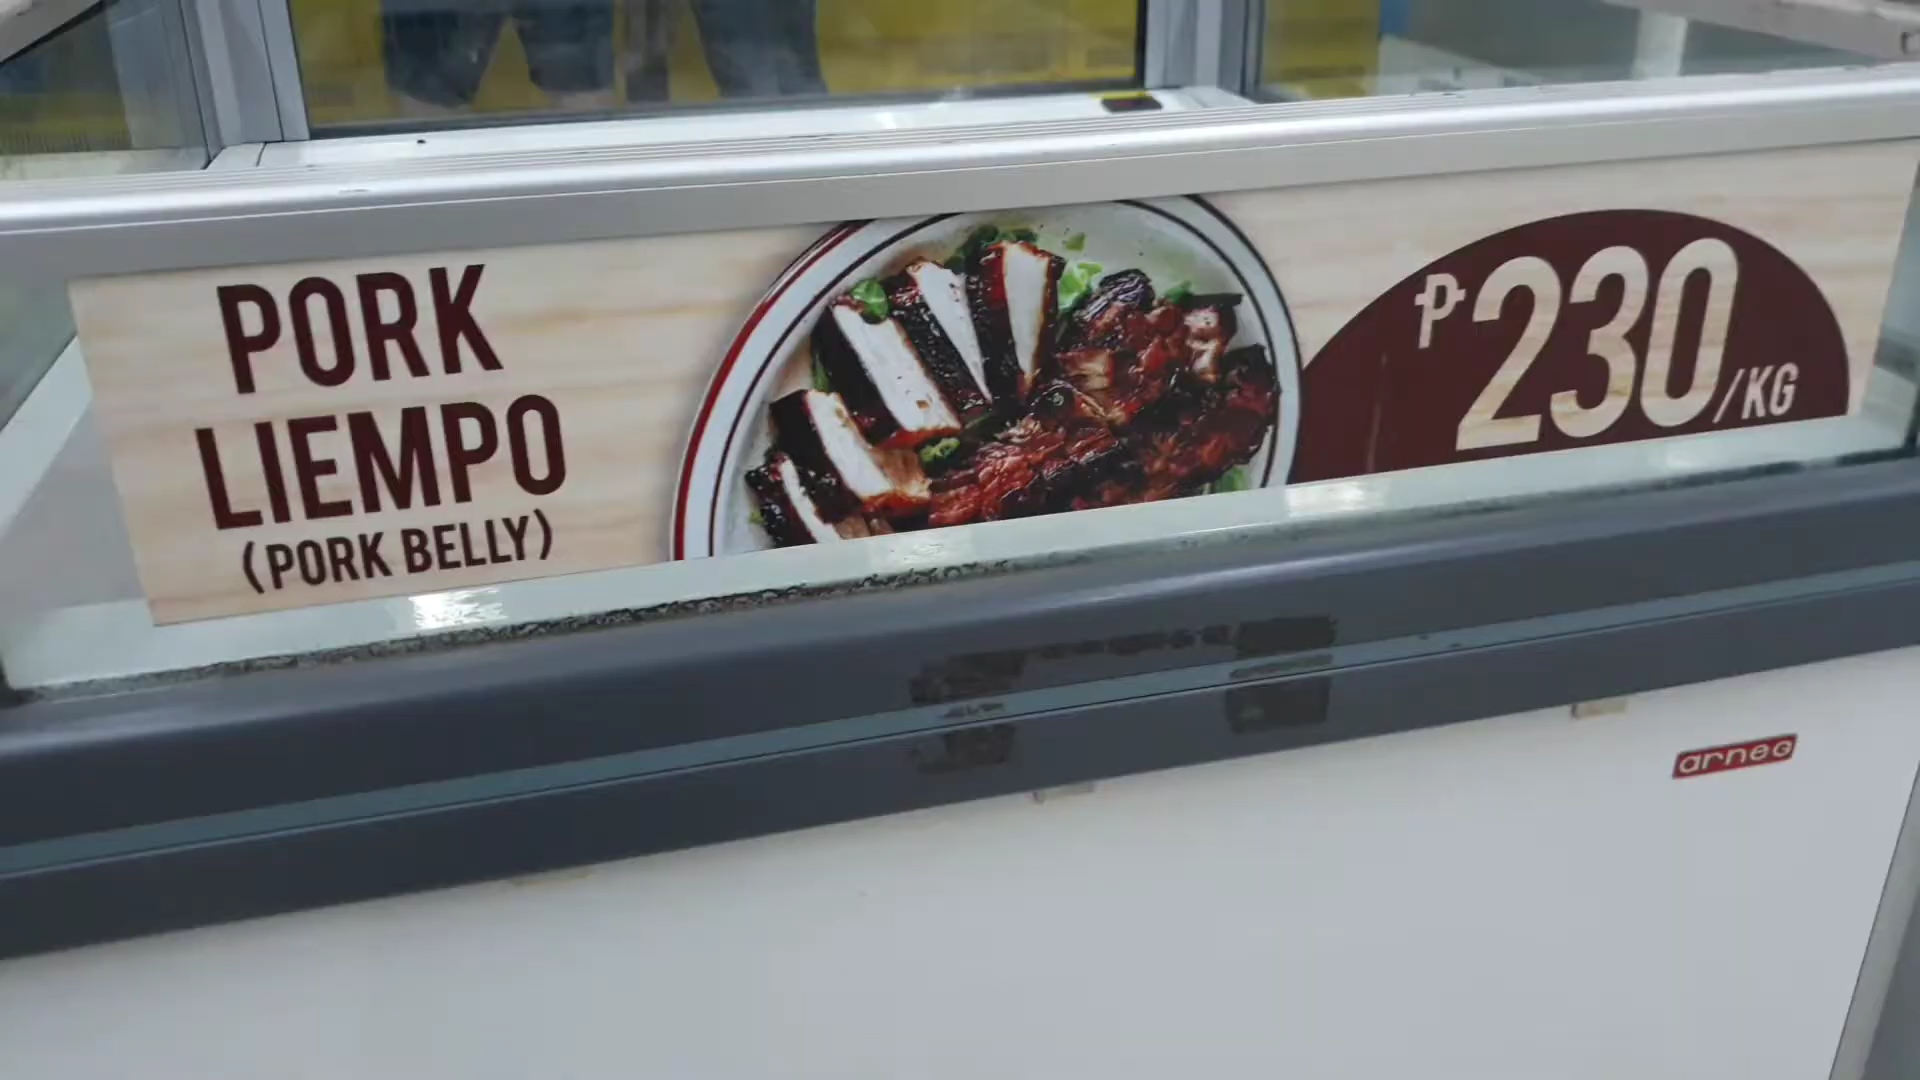 PORK
LIEMPO
(PORK BELLY)
₱230/KG
arneg